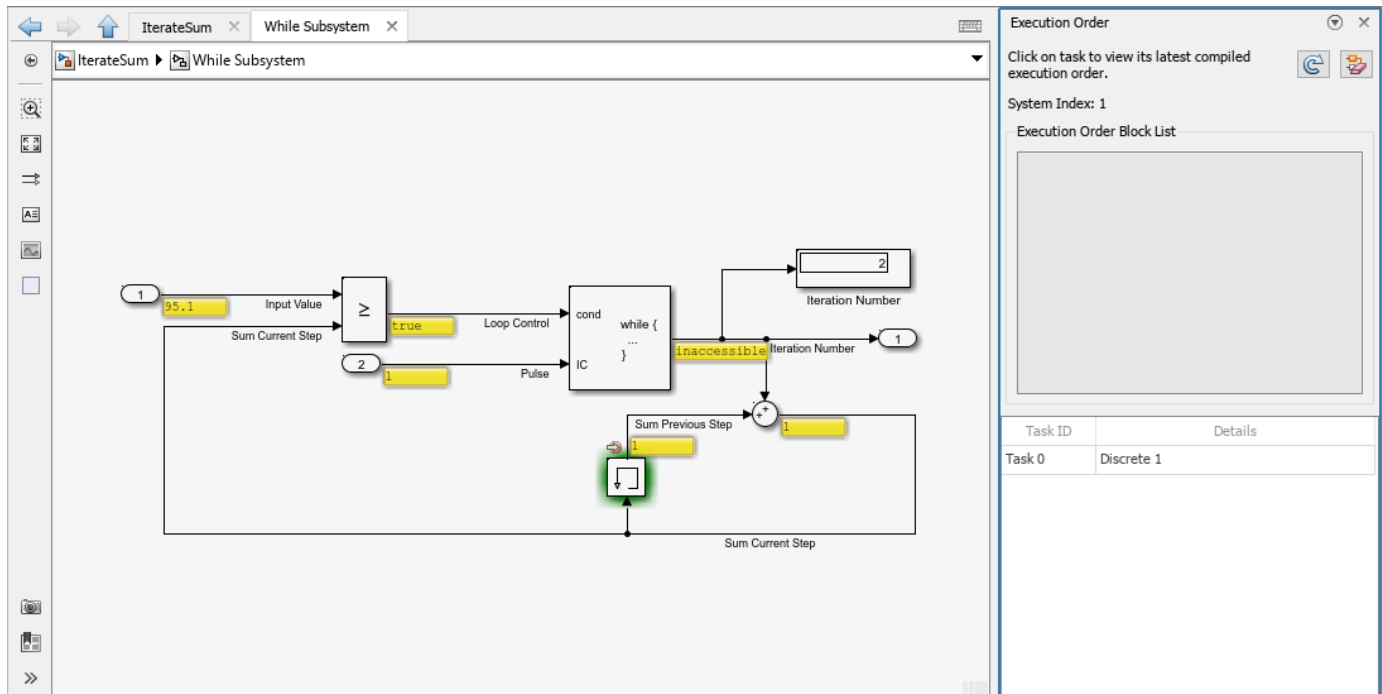 IterateSum
While Subsystem
IterateSum
While Subsystem
1
95.1
Input Value
Sum Current Step
≥
true
Loop Control
2
1
Pulse
cond
IC
while {
...
}
inaccessible
Iteration Number
2
Iteration Number
1
Sum Previous Step
1
+
+
1
Sum Current Step
Execution Order
Click on task to view its latest compiled
execution order.
System Index: 1
Execution Order Block List
Task ID Details
Task 0 Discrete 1